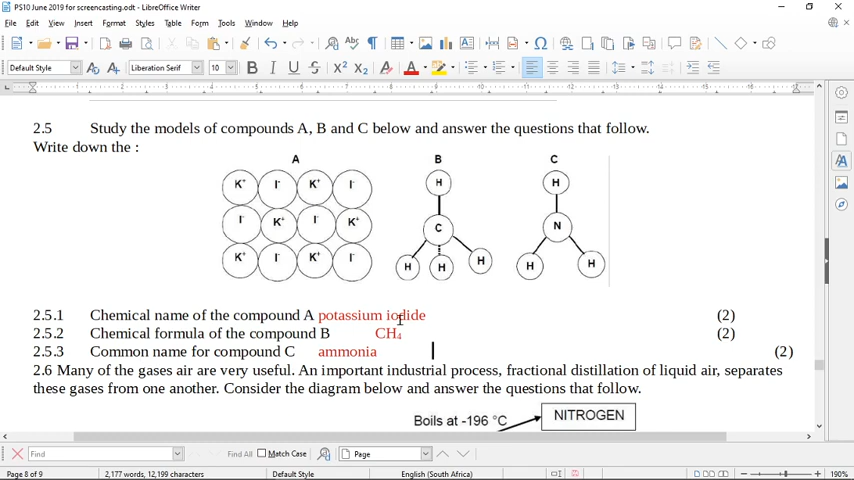 PS10 June 2019 for screencasting.odt - LibreOffice Writer
File Edit View Insert Format Styles Table Form Tools Window Help
Default Style Liberation Serif 10
2.5 Study the models of compounds A, B and C below and answer the questions that follow.
Write down the :
A B C
K⁺ I⁻ K⁺ I⁻ H H
I⁻ K⁺ I⁻ K⁺ C N
K⁺ I⁻ K⁺ I⁻ H H H H H
2.5.1 Chemical name of the compound A potassium iodide (2)
2.5.2 Chemical formula of the compound B CH₄ (2)
2.5.3 Common name for compound C ammonia (2)
2.6 Many of the gases air are very useful. An important industrial process, fractional distillation of liquid air, separates
these gases from one another. Consider the diagram below and answer the questions that follow.
Boils at -196 °C NITROGEN
Find Find All Match Case Page
Page 8 of 9 2,177 words, 12,199 characters Default Style English (South Africa) 190%